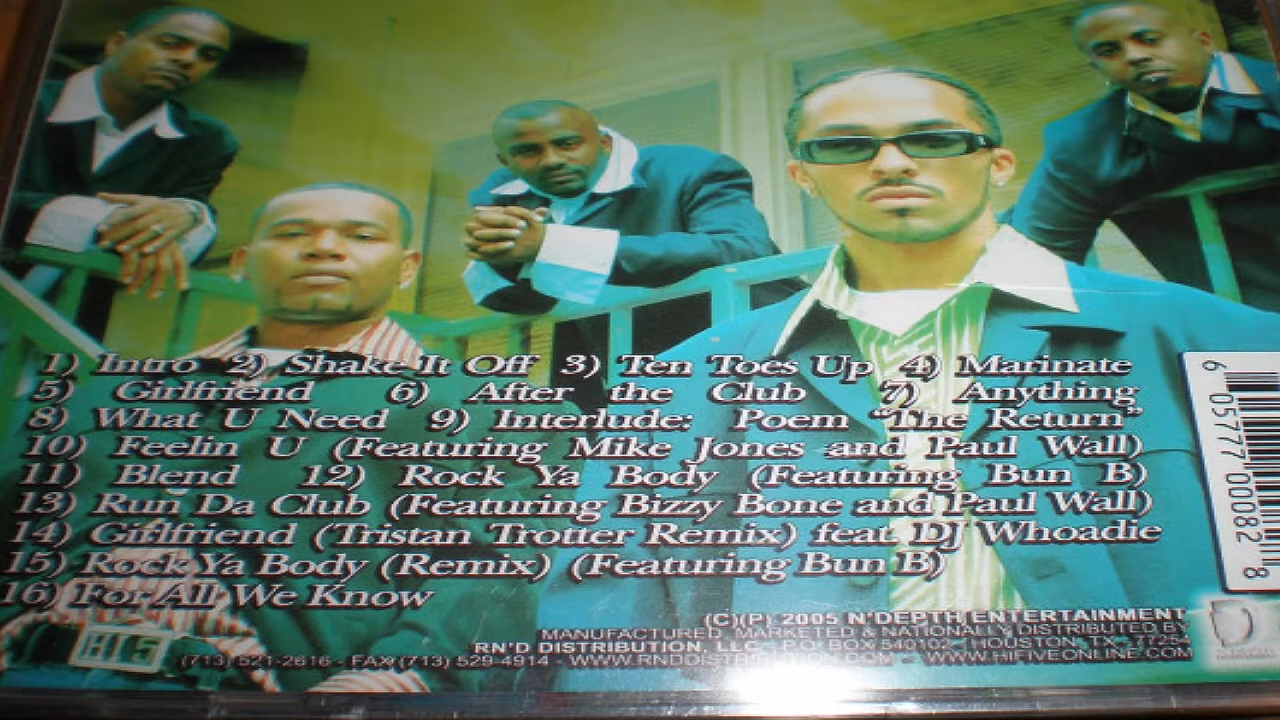 1) Intro 2) Shake It Off 3) Ten Toes Up 4) Marinate
5) Girlfriend 6) After the Club 7) Anything
8) What U Need 9) Interlude: Poem "The Return"
10) Feelin U (Featuring Mike Jones and Paul Wall)
11) Blend 12) Rock Ya Body (Featuring Bun B)
13) Run Da Club (Featuring Bizzy Bone and Paul Wall)
14) Girlfriend (Tristan Trotter Remix) feat. DJ Whoadie
15) Rock Ya Body (Remix) (Featuring Bun B)
16) For All We Know
HI 5
(C)(P) 2005 N'DEPTH ENTERTAINMENT
MANUFACTURED, MARKETED & NATIONALLY DISTRIBUTED BY
RN'D DISTRIBUTION, LLC. P.O. BOX 540102 - HOUSTON, TX - 77254
(713) 521-2616 - FAX (713) 529-4914 - WWW.RNDDISTRIBUTION.COM - WWW.HIFIVEONLINE.COM
6 05777 00082 8